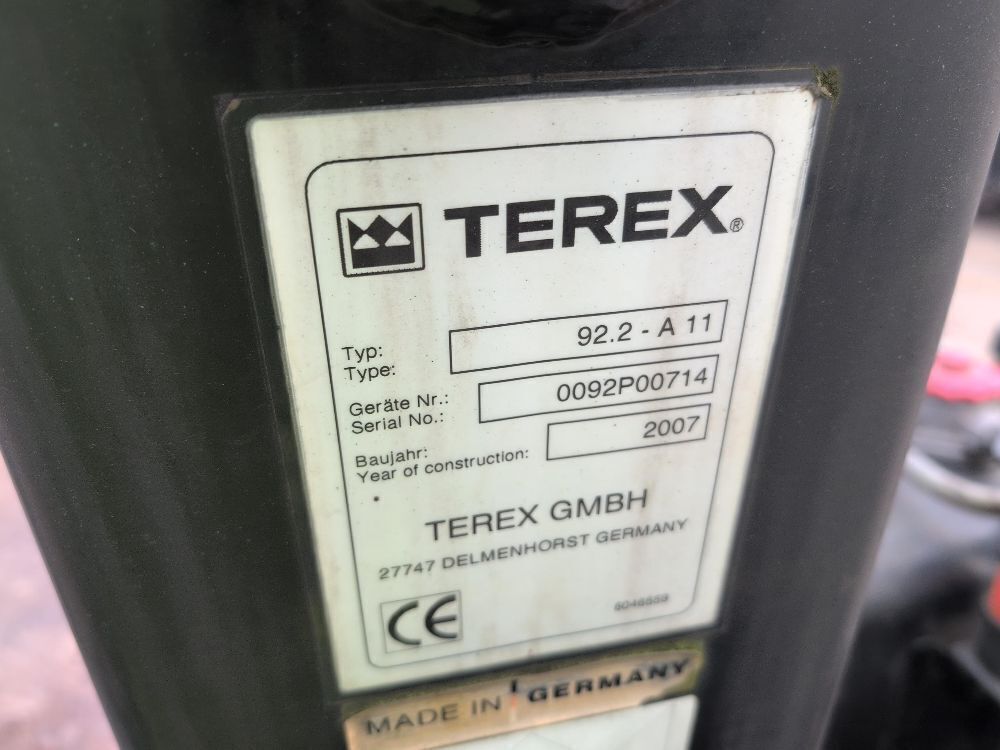 TEREX®
Typ:
Type:
92.2 - A 11
Geräte Nr.:
Serial No.:
0092P00714
Baujahr:
Year of construction:
2007
TEREX GMBH
27747 DELMENHORST GERMANY
CE
MADE IN GERMANY